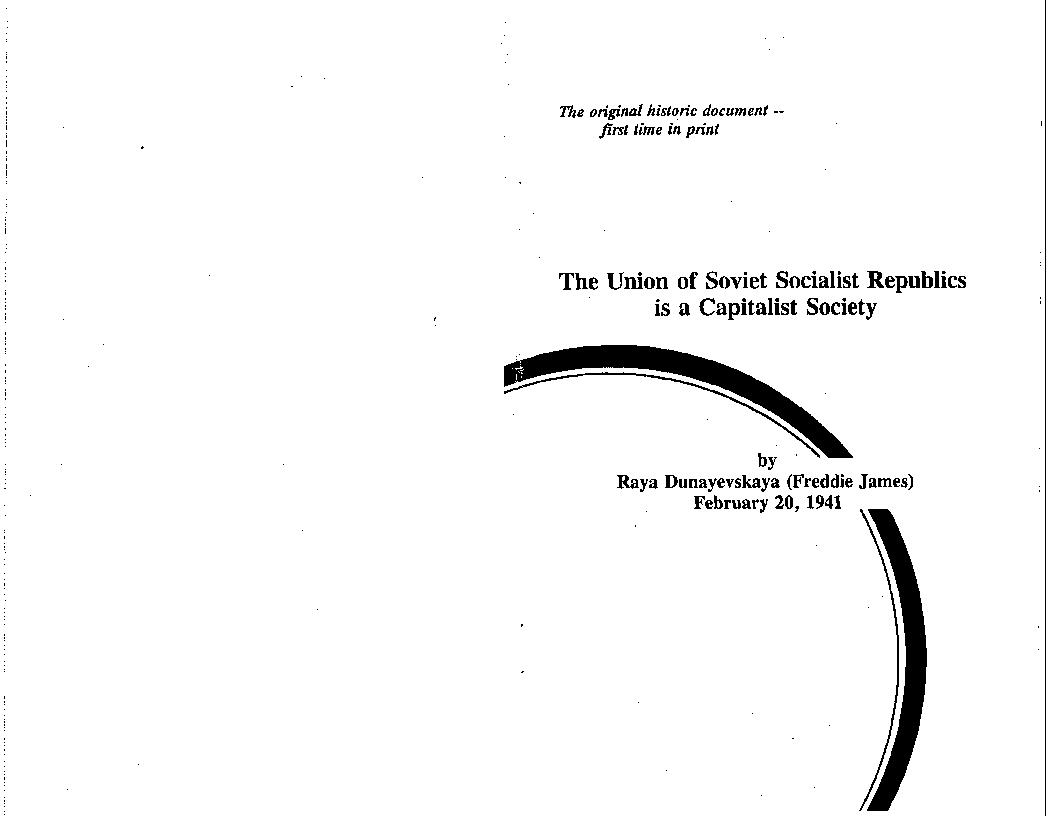 The original historic document --
first time in print
The Union of Soviet Socialist Republics
is a Capitalist Society
by
Raya Dunayevskaya (Freddie James)
February 20, 1941